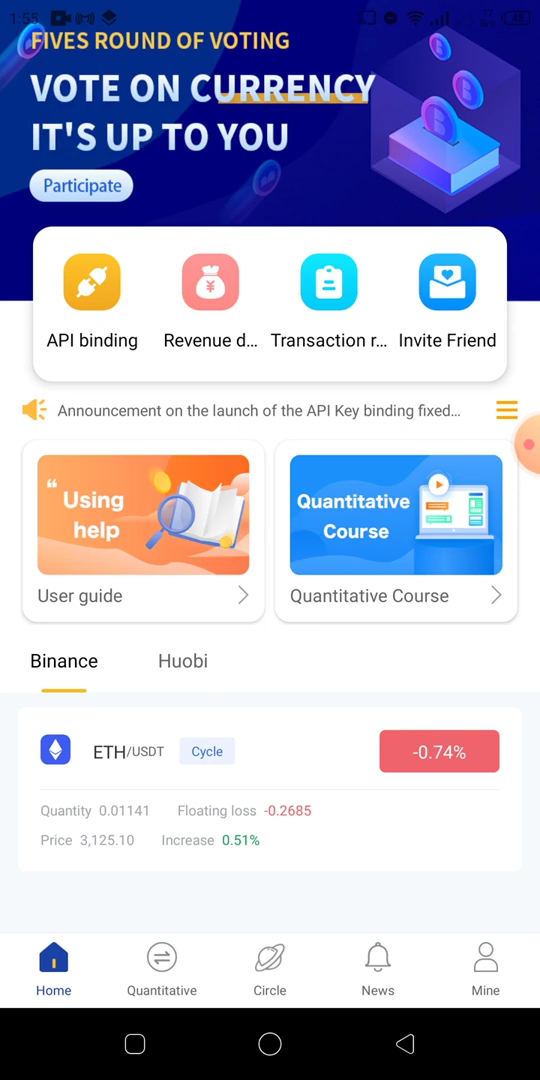 1:55
48
FIVES ROUND OF VOTING
VOTE ON CURRENCY
IT'S UP TO YOU
Participate
API binding
Revenue d...
Transaction r...
Invite Friend
Announcement on the launch of the API Key binding fixed...
“ Using
help
Quantitative
Course
User guide
Quantitative Course
Binance
Huobi
ETH/USDT
Cycle
-0.74%
Quantity 0.01141 Floating loss -0.2685
Price 3,125.10 Increase 0.51%
Home
Quantitative
Circle
News
Mine